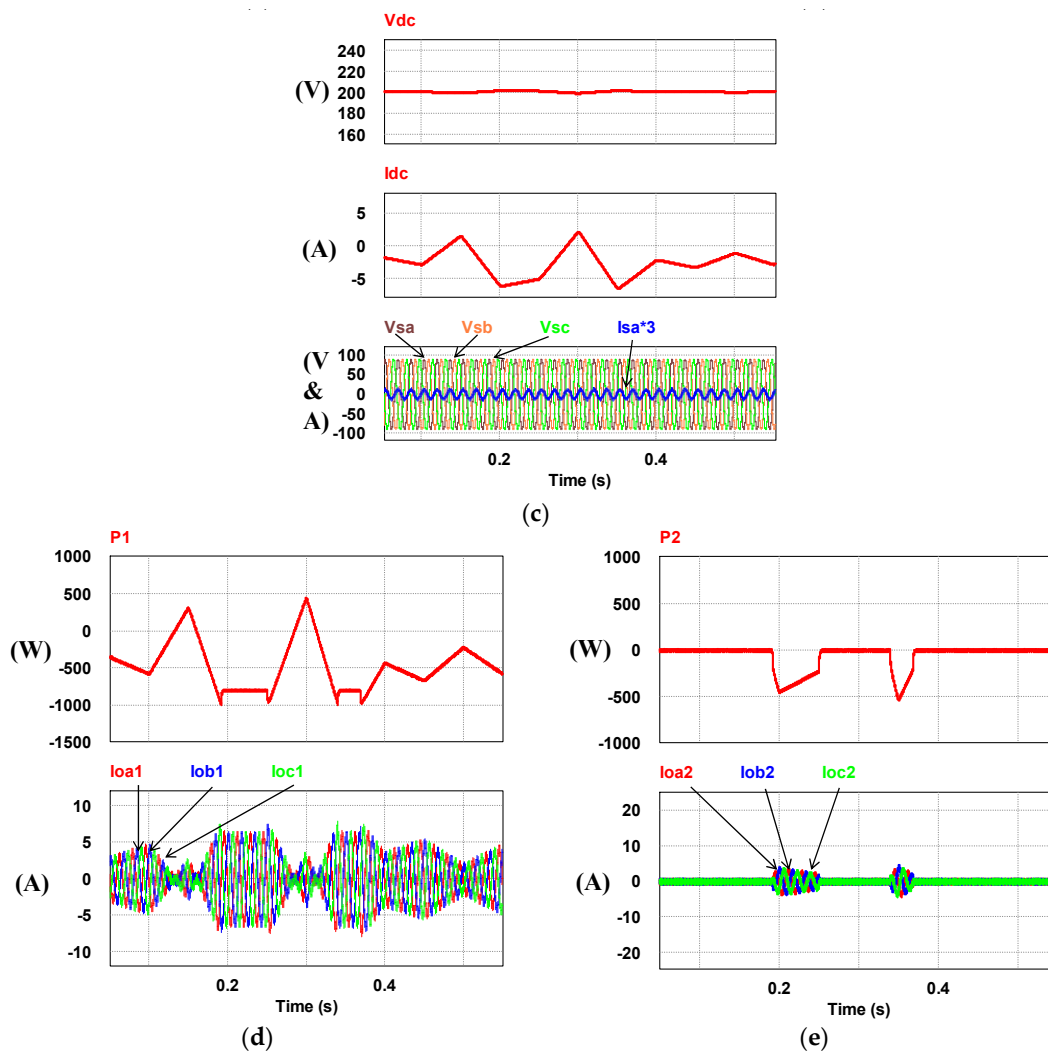 Vdc
240
220
(V) 200
180
160
Idc
5
(A) 0
-5
Vsa Vsb Vsc Isa*3
100
(V 50
& 0
A) -50
-100
0.2 0.4
Time (s)
(c)
P1
1000
500
0
(W) -500
-1000
-1500
Ioa1 Iob1 Ioc1
10
5
(A) 0
-5
-10
0.2 0.4
Time (s)
(d)
P2
1000
500
(W) 0
-500
-1000
Ioa2 Iob2 Ioc2
20
10
(A) 0
-10
-20
0.2 0.4
Time (s)
(e)